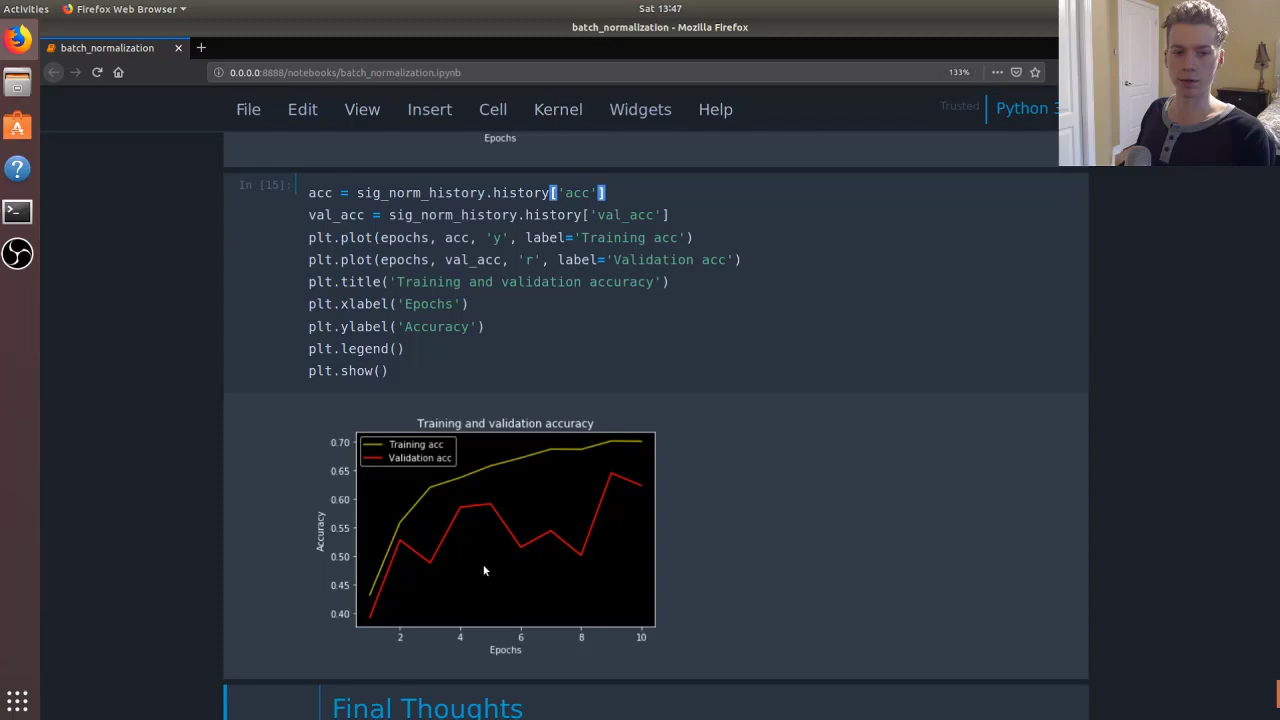 Activities
Firefox Web Browser
Sat 13:47
batch_normalization - Mozilla Firefox
batch_normalization
0.0.0.0:8888/notebooks/batch_normalization.ipynb
133%
File Edit View Insert Cell Kernel Widgets Help
Trusted
Python 3
Epochs
In [15]:
acc = sig_norm_history.history['acc']
val_acc = sig_norm_history.history['val_acc']
plt.plot(epochs, acc, 'y', label='Training acc')
plt.plot(epochs, val_acc, 'r', label='Validation acc')
plt.title('Training and validation accuracy')
plt.xlabel('Epochs')
plt.ylabel('Accuracy')
plt.legend()
plt.show()
Training and validation accuracy
Training acc
Validation acc
0.70
0.65
0.60
0.55
0.50
0.45
0.40
Accuracy
2 4 6 8 10
Epochs
Final Thoughts